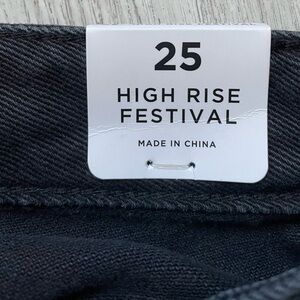 25
HIGH RISE
FESTIVAL
MADE IN CHINA